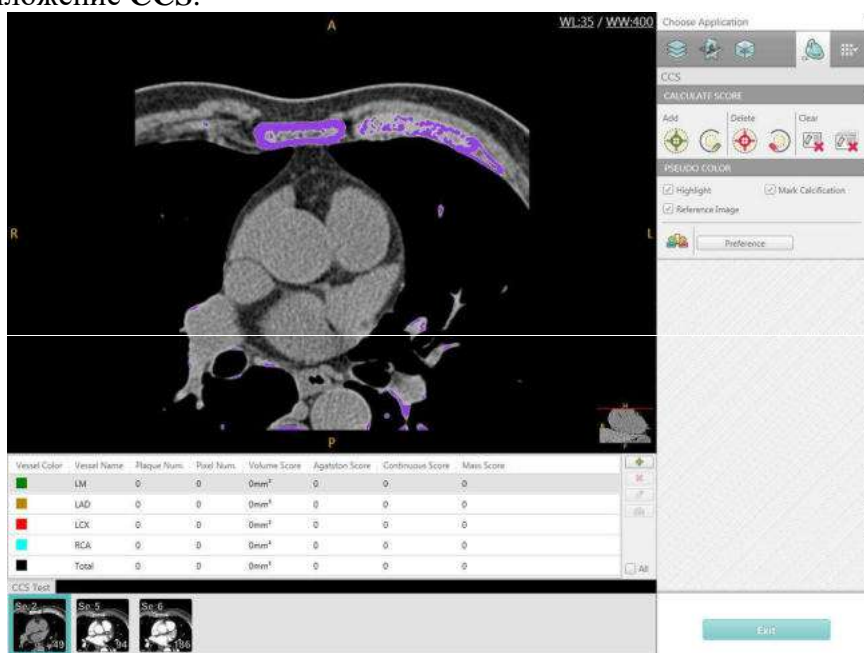 ложение CCS.
A
WL:35 / WW:400
R
L
P
Choose Application
CCS
CALCULATE SCORE
Add Delete Clear
PSEUDO COLOR
Highlight Mark Calcification
Reference Image
Preference
Vessel Color Vessel Name Plaque Num. Pixel Num. Volume Score Agatston Score Continuous Score Mass Score
LM 0 0 0mm³ 0 0 0
LAD 0 0 0mm³ 0 0 0
LCX 0 0 0mm³ 0 0 0
RCA 0 0 0mm³ 0 0 0
Total 0 0 0mm³ 0 0 0
All
CCS Test
Se: 2 Se: 5 Se: 6
49 94 186
Exit